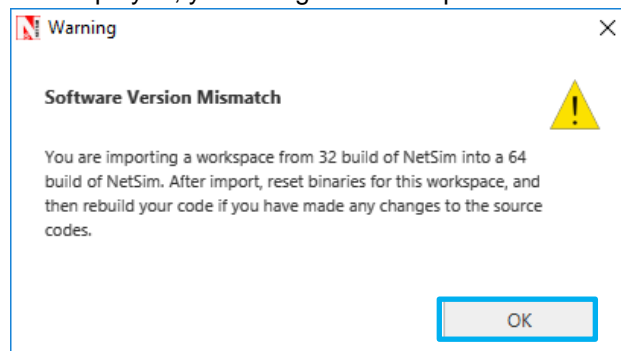 Warning
Software Version Mismatch
You are importing a workspace from 32 build of NetSim into a 64
build of NetSim. After import, reset binaries for this workspace, and
then rebuild your code if you have made any changes to the source
codes.
OK